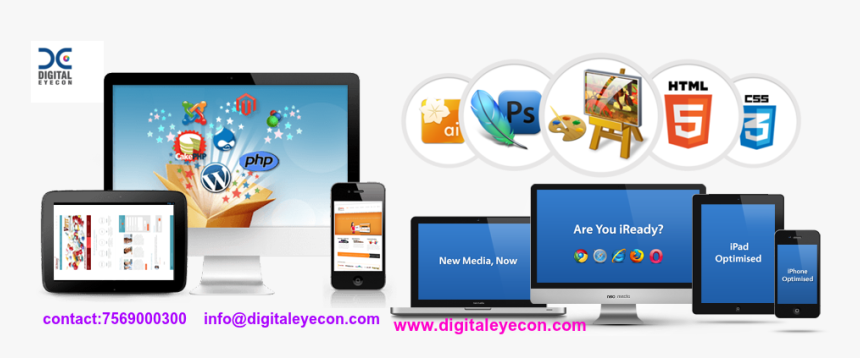 DIGITAL
EYECON
CakePHP
php
ai
Ps
HTML
5
CSS
3
New Media, Now
Are You iReady?
iPad
Optimised
iPhone
Optimised
contact:7569000300
info@digitaleyecon.com
www.digitaleyecon.com